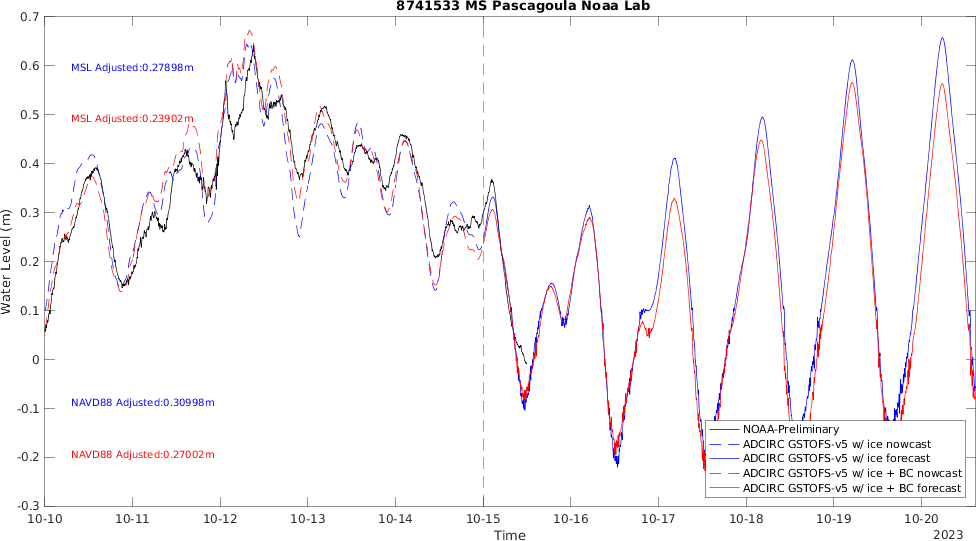 8741533 MS Pascagoula Noaa Lab
0.7
0.6
0.5
0.4
0.3
0.2
0.1
0
-0.1
-0.2
-0.3
Water Level (m)
MSL Adjusted:0.27898m
MSL Adjusted:0.23902m
NAVD88 Adjusted:0.30998m
NAVD88 Adjusted:0.27002m
NOAA-Preliminary
ADCIRC GSTOFS-v5 w/ ice nowcast
ADCIRC GSTOFS-v5 w/ ice forecast
ADCIRC GSTOFS-v5 w/ ice + BC nowcast
ADCIRC GSTOFS-v5 w/ ice + BC forecast
10-10 10-11 10-12 10-13 10-14 10-15 10-16 10-17 10-18 10-19 10-20
Time
2023